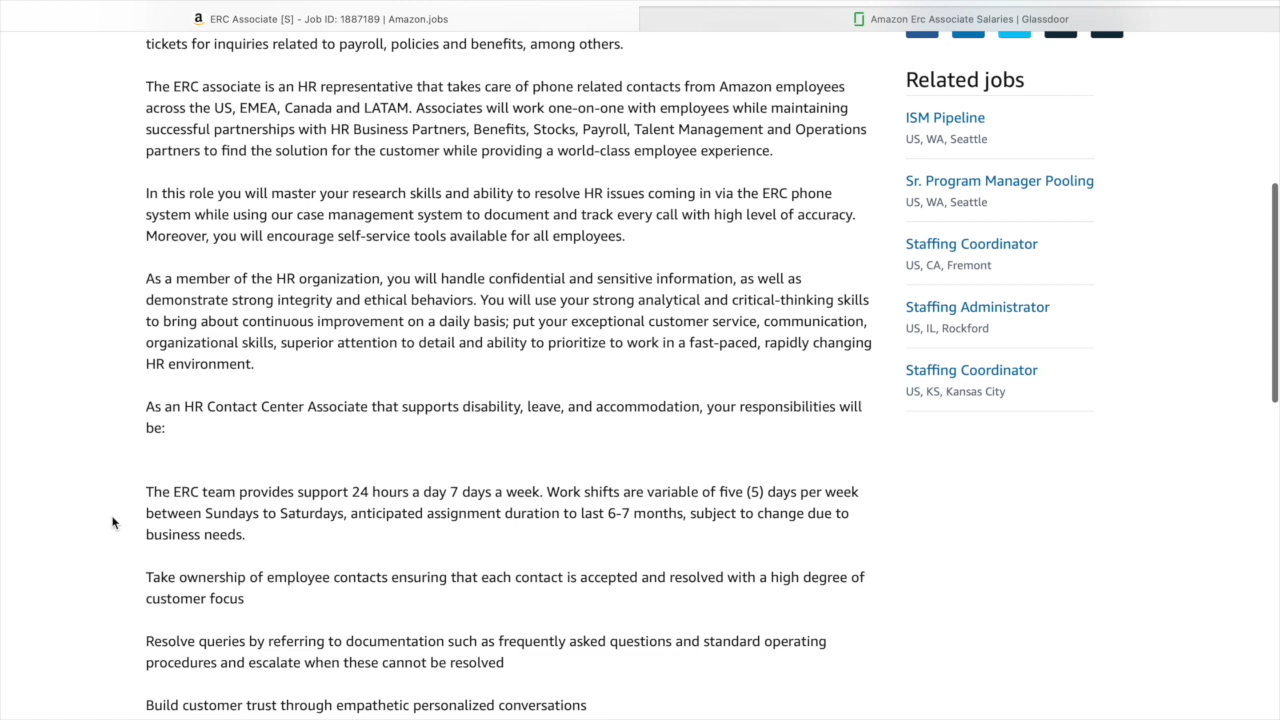 ERC Associate [S] - Job ID: 1887189 | Amazon.jobs
Amazon Erc Associate Salaries | Glassdoor
tickets for inquiries related to payroll, policies and benefits, among others.
The ERC associate is an HR representative that takes care of phone related contacts from Amazon employees
across the US, EMEA, Canada and LATAM. Associates will work one-on-one with employees while maintaining
successful partnerships with HR Business Partners, Benefits, Stocks, Payroll, Talent Management and Operations
partners to find the solution for the customer while providing a world-class employee experience.
In this role you will master your research skills and ability to resolve HR issues coming in via the ERC phone
system while using our case management system to document and track every call with high level of accuracy.
Moreover, you will encourage self-service tools available for all employees.
As a member of the HR organization, you will handle confidential and sensitive information, as well as
demonstrate strong integrity and ethical behaviors. You will use your strong analytical and critical-thinking skills
to bring about continuous improvement on a daily basis; put your exceptional customer service, communication,
organizational skills, superior attention to detail and ability to prioritize to work in a fast-paced, rapidly changing
HR environment.
As an HR Contact Center Associate that supports disability, leave, and accommodation, your responsibilities will
be:
The ERC team provides support 24 hours a day 7 days a week. Work shifts are variable of five (5) days per week
between Sundays to Saturdays, anticipated assignment duration to last 6-7 months, subject to change due to
business needs.
Take ownership of employee contacts ensuring that each contact is accepted and resolved with a high degree of
customer focus
Resolve queries by referring to documentation such as frequently asked questions and standard operating
procedures and escalate when these cannot be resolved
Build customer trust through empathetic personalized conversations
Related jobs
ISM Pipeline
US, WA, Seattle
Sr. Program Manager Pooling
US, WA, Seattle
Staffing Coordinator
US, CA, Fremont
Staffing Administrator
US, IL, Rockford
Staffing Coordinator
US, KS, Kansas City